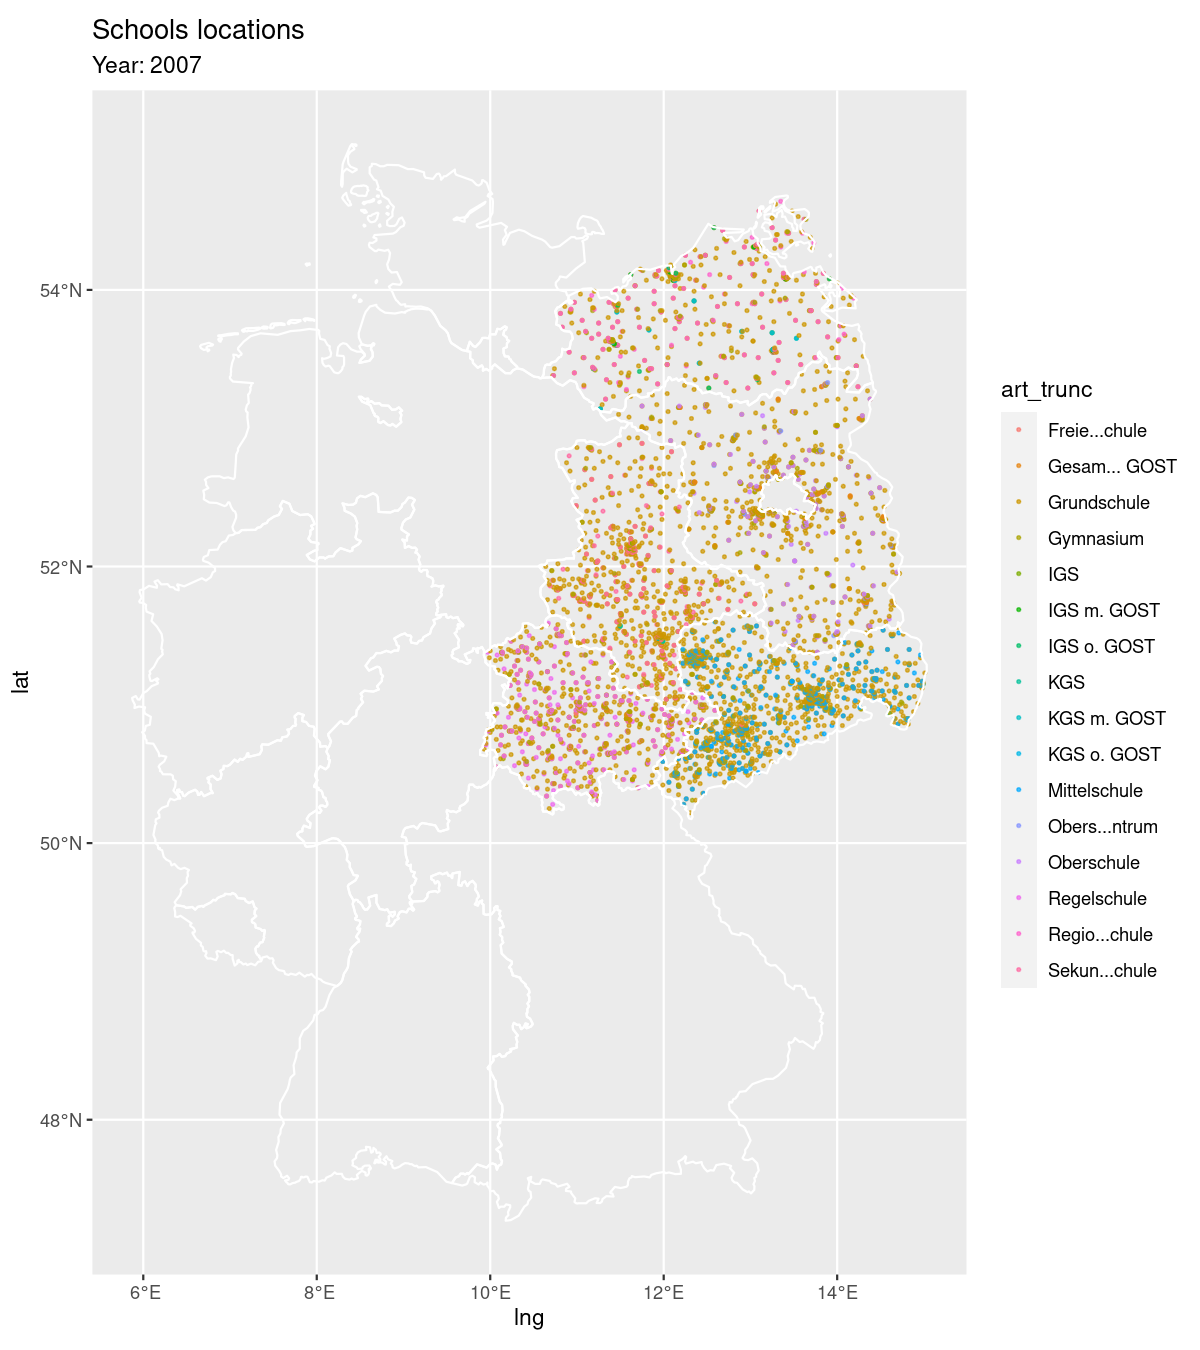 Schools locations
Year: 2007
54°N
52°N
50°N
48°N
6°E
8°E
10°E
12°E
14°E
lng
lat
art_trunc
Freie...chule
Gesam... GOST
Grundschule
Gymnasium
IGS
IGS m. GOST
IGS o. GOST
KGS
KGS m. GOST
KGS o. GOST
Mittelschule
Obers...ntrum
Oberschule
Regelschule
Regio...chule
Sekun...chule